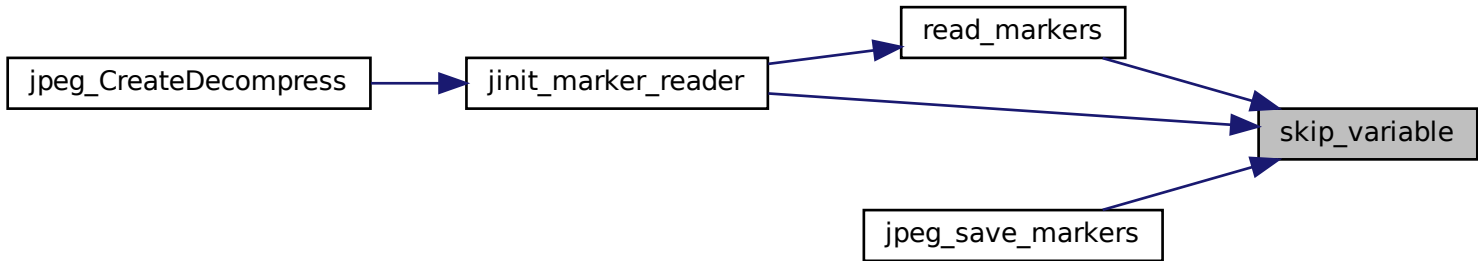 read_markers
jpeg_CreateDecompress
jinit_marker_reader
skip_variable
jpeg_save_markers